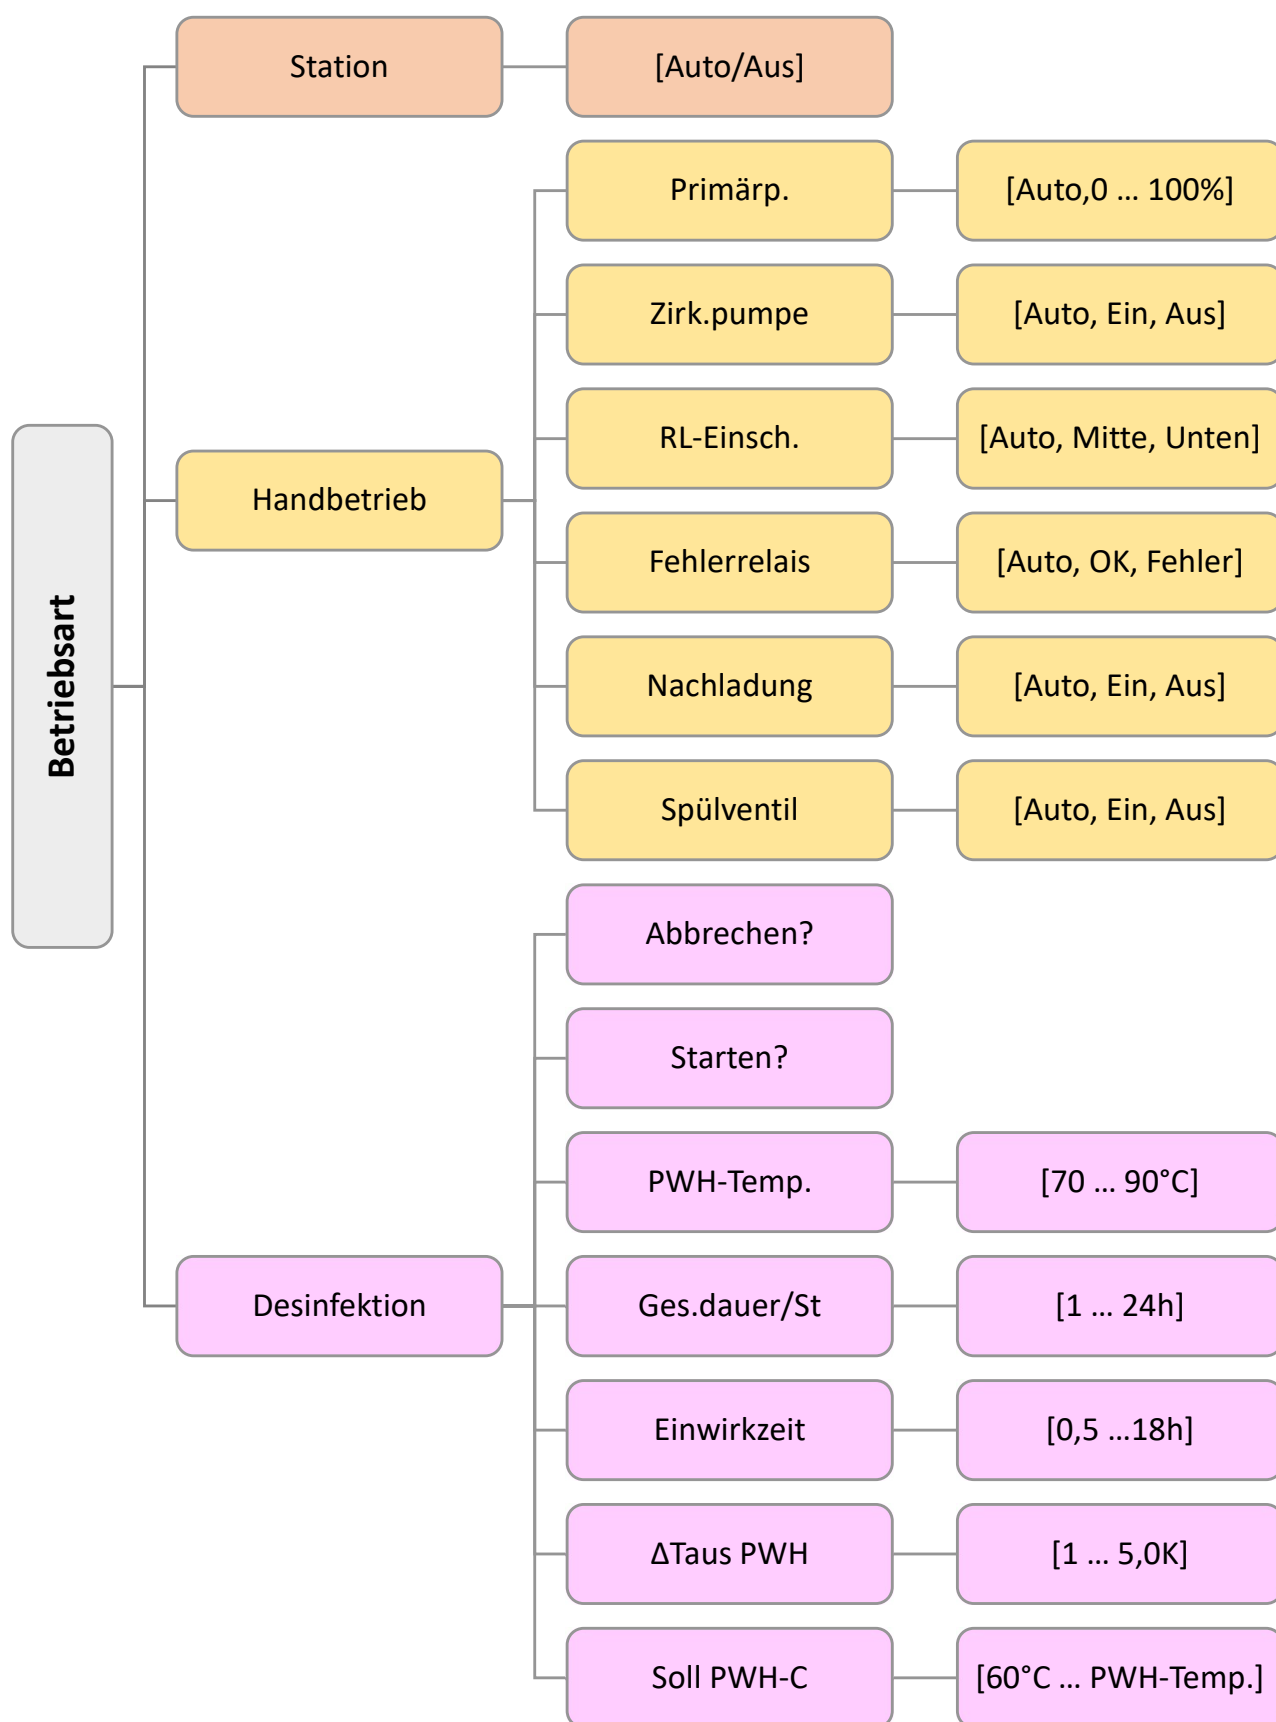 Betriebsart
Station
[Auto/Aus]
Handbetrieb
Primärp.
[Auto,0 ... 100%]
Zirk.pumpe
[Auto, Ein, Aus]
RL-Einsch.
[Auto, Mitte, Unten]
Fehlerrelais
[Auto, OK, Fehler]
Nachladung
[Auto, Ein, Aus]
Spülventil
[Auto, Ein, Aus]
Desinfektion
Abbrechen?
Starten?
PWH-Temp.
[70 ... 90°C]
Ges.dauer/St
[1 ... 24h]
Einwirkzeit
[0,5 ...18h]
ΔTaus PWH
[1 ... 5,0K]
Soll PWH-C
[60°C ... PWH-Temp.]